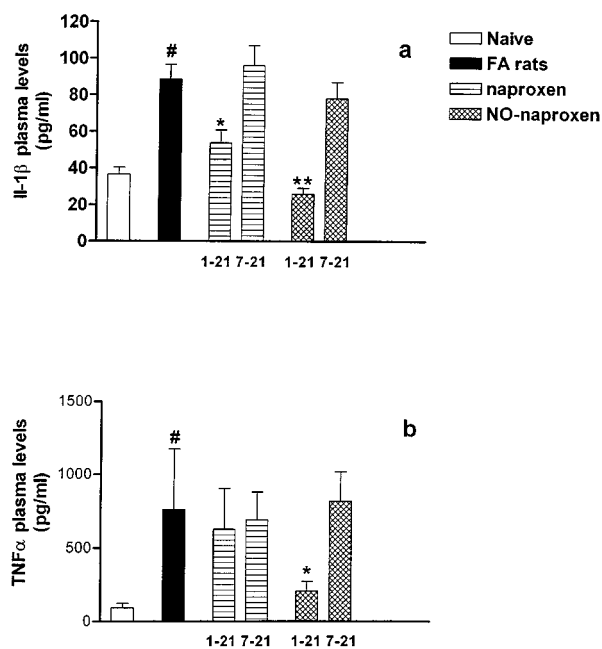 120
100
80
60
40
20
0
Il-1β plasma levels
(pg/ml)
#
*
**
a
1-21 7-21 1-21 7-21
Naive
FA rats
naproxen
NO-naproxen
1500
1000
500
0
TNFα plasma levels
(pg/ml)
#
*
b
1-21 7-21 1-21 7-21